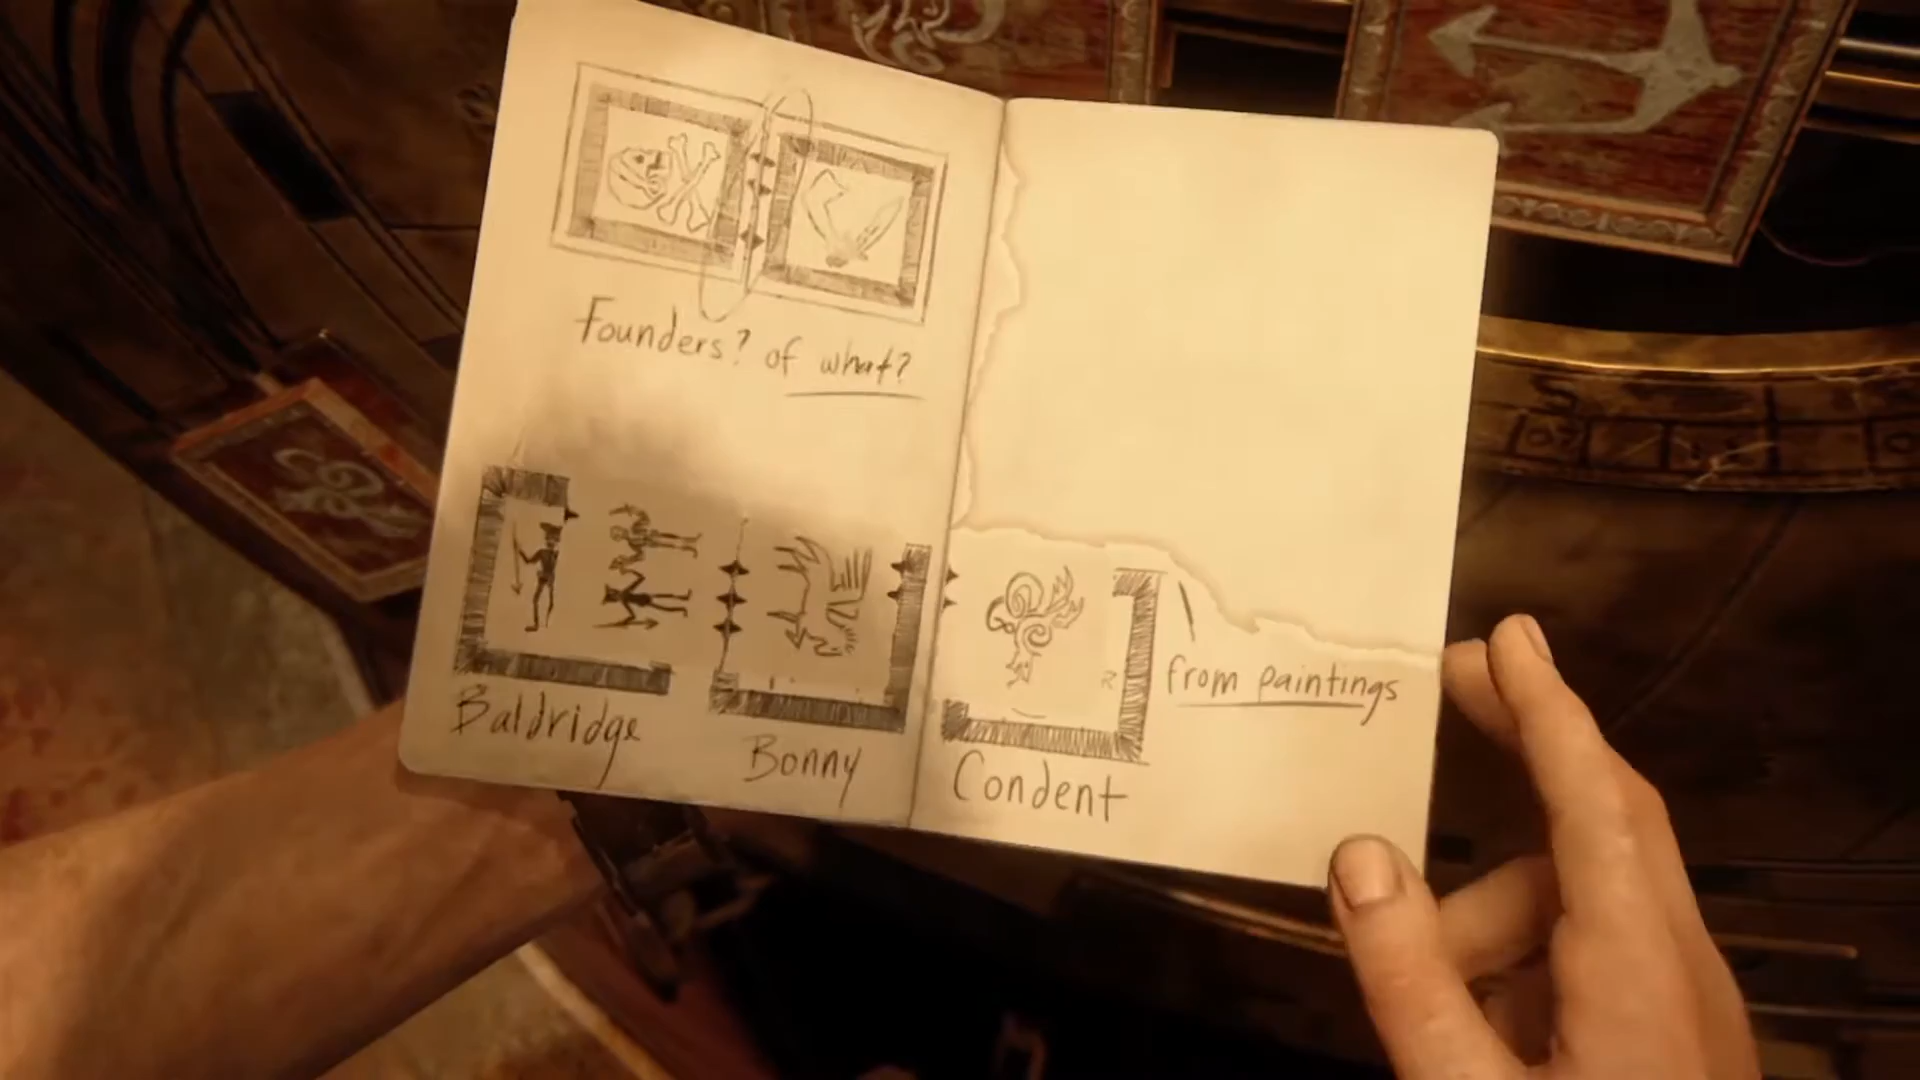 Founders? of what?
Baldridge
Bonny
Condent
from paintings